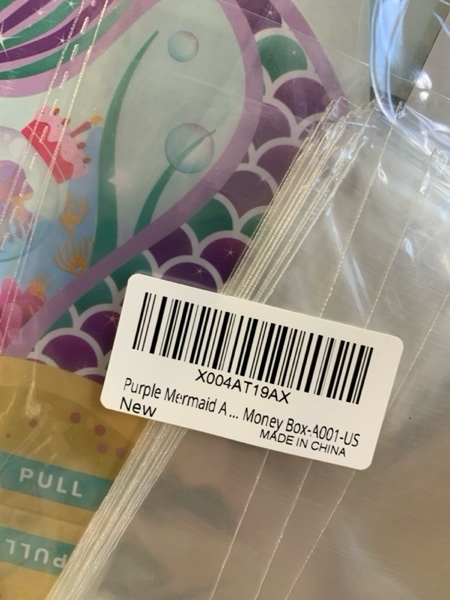 X004AT19AX
Purple Mermaid A ... Money Box-A001-US
New
MADE IN CHINA
PULL
PULL